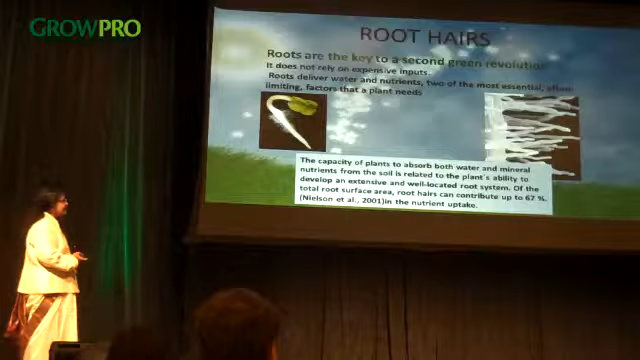 GROWPRO
ROOT HAIRS
Roots are the key to a second green revolution
It does not rely on expensive inputs.
Roots deliver water and nutrients, two of the most essential, often
limiting, factors that a plant needs
The capacity of plants to absorb both water and mineral
nutrients from the soil is related to the plant's ability to
develop an extensive and well-located root system. Of the
total root surface area, root hairs can contribute up to 67 %.
(Nielson et al., 2001)in the nutrient uptake.